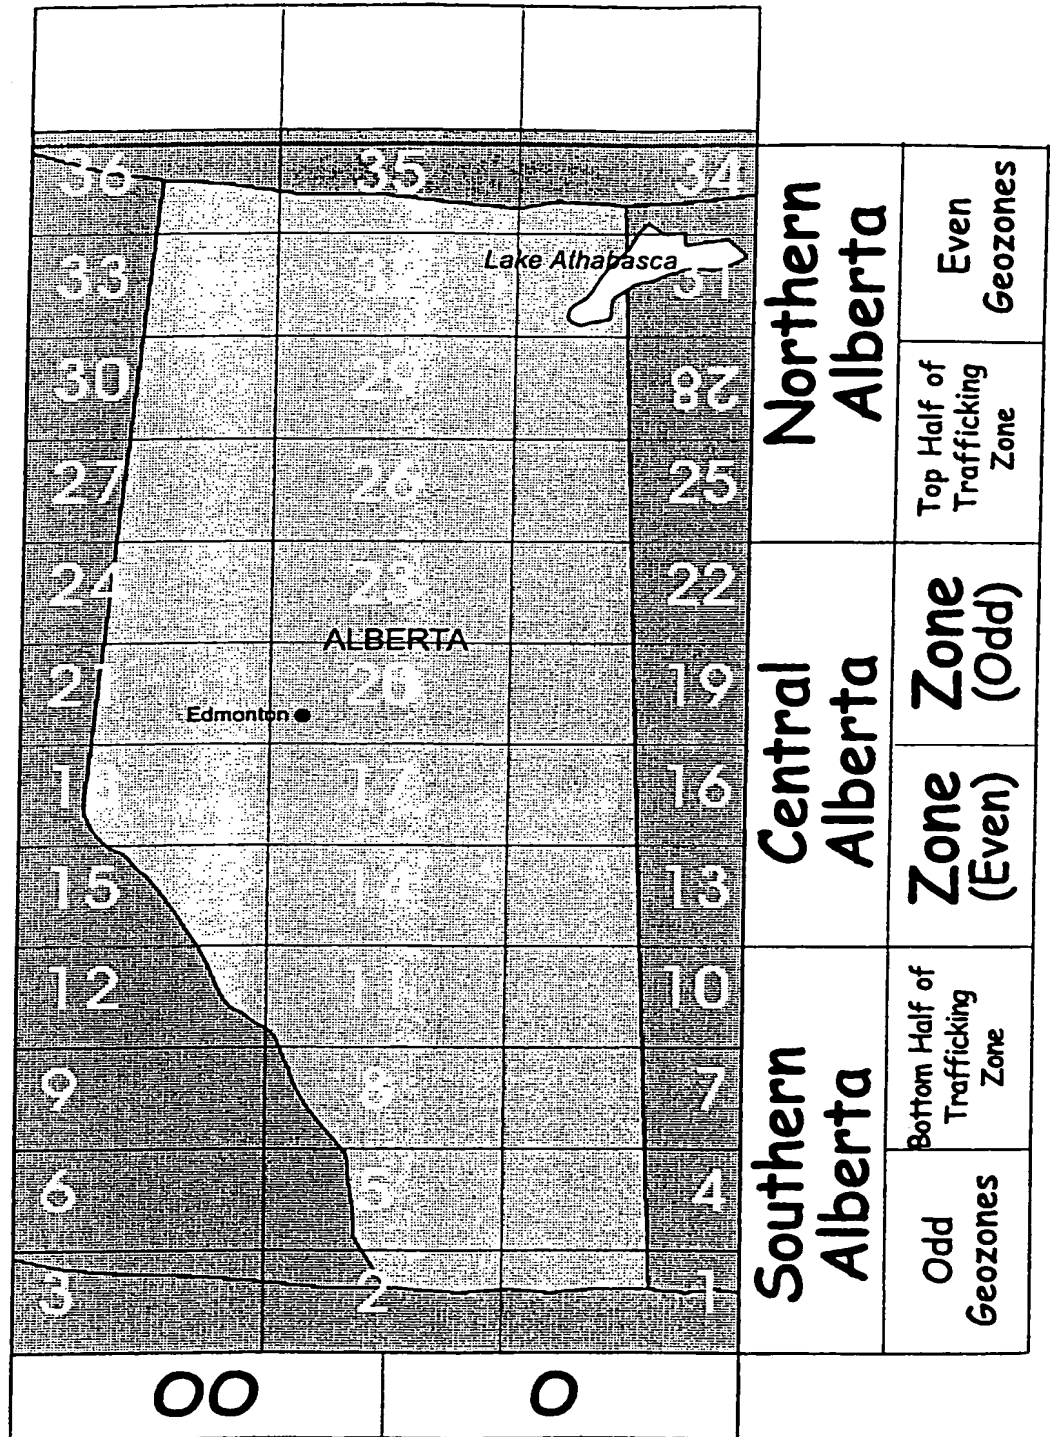 36 35 34
Lake Athabasca
33 31
30 29 28
27 26 25
24 23 22
ALBERTA
20 19
Edmonton
17 16
15 14 13
12 11 10
9 8 7
6 5 4
3 2 1
OO O
Northern
Alberta
Even
Geozones
Top Half of
Trafficking
Zone
Central
Alberta
Zone
(Odd)
Zone
(Even)
Southern
Alberta
Bottom Half of
Trafficking
Zone
Odd
Geozones